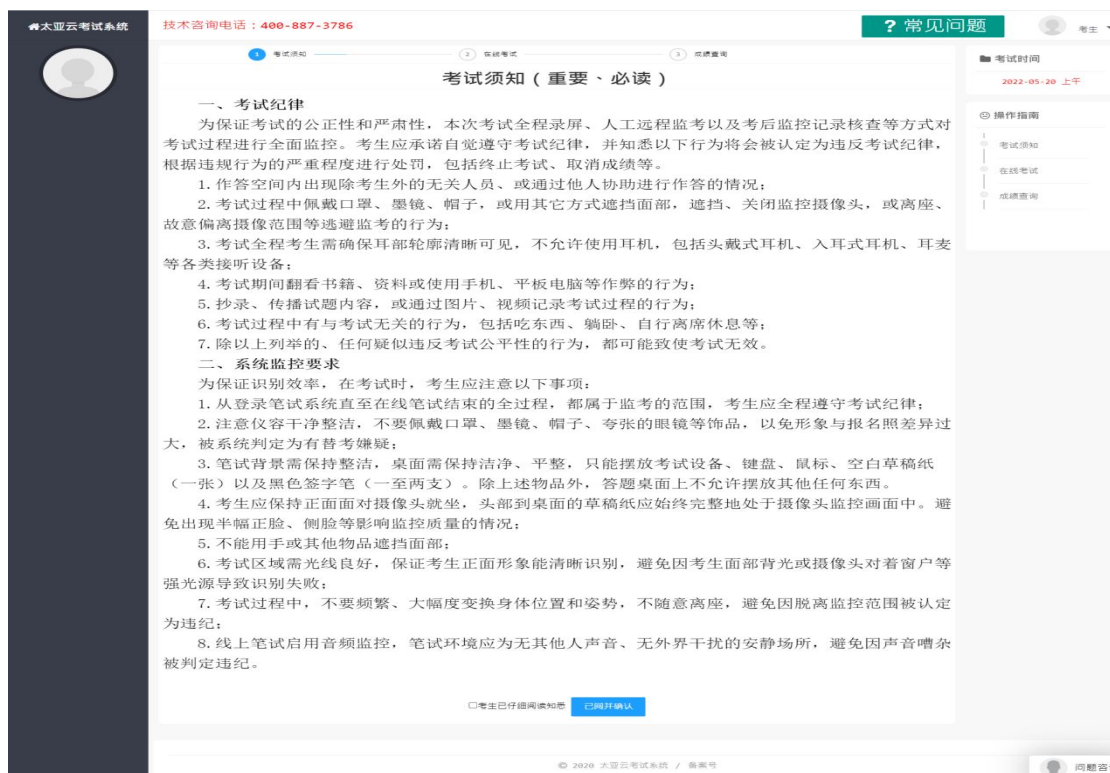 太亚云考试系统
技术咨询电话：400-887-3786
? 常见问题
考主
1 考试须知
2 在线考试
3 成绩查询
考试须知（重要、必读）
一、考试纪律
为保证考试的公正性和严肃性，本次考试全程录屏、人工远程监考以及考后监控记录核查等方式对
考试过程进行全面监控。考生应承诺自觉遵守考试纪律，并知悉以下行为将会被认定为违反考试纪律，
根据违规行为的严重程度进行处罚，包括终止考试、取消成绩等。
1.作答空间内出现除考生外的无关人员、或通过他人协助进行作答的情况；
2.考试过程中佩戴口罩、墨镜、帽子，或用其它方式遮挡面部，遮挡、关闭监控摄像头，或离座、
故意偏离摄像范围等逃避监考的行为；
3.考试全程考生需确保耳部轮廓清晰可见，不允许使用耳机，包括头戴式耳机、入耳式耳机、耳麦
等各类接听设备；
4.考试期间翻看书籍、资料或使用手机、平板电脑等作弊的行为；
5.抄录、传播试题内容，或通过图片、视频记录考试过程的行为；
6.考试过程中有与考试无关的行为，包括吃东西、躺卧、自行离席休息等；
7.除以上列举的、任何疑似违反考试公平性的行为，都可能致使考试无效。
二、系统监控要求
为保证识别效率，在考试时，考生应注意以下事项：
1.从登录笔试系统直至在线笔试结束的全过程，都属于监考的范围，考生应全程遵守考试纪律；
2.注意仪容干净整洁，不要佩戴口罩、墨镜、帽子、夸张的眼镜等饰品，以免形象与报名照差异过
大，被系统判定为有替考嫌疑；
3.笔试背景需保持整洁，桌面需保持洁净、平整，只能摆放考试设备、键盘、鼠标、空白草稿纸
（一张）以及黑色签字笔（一至两支）。除上述物品外，答题桌面上不允许摆放其他任何东西。
4.考生应保持正面面对摄像头就坐，头部到桌面的草稿纸应始终完整地处于摄像头监控画面中。避
免出现半幅正脸、侧脸等影响监控质量的情况；
5.不能用手或其他物品遮挡面部；
6.考试区域需光线良好，保证考生正面形象能清晰识别，避免因考生面部背光或摄像头对着窗户等
强光源导致识别失败；
7.考试过程中，不要频繁、大幅度变换身体位置和姿势，不随意离座，避免因脱离监控范围被认定
为违纪；
8.线上笔试启用音频监控，笔试环境应为无其他人声音、无外界干扰的安静场所，避免因声音嘈杂
被判定违纪。
考生已仔细阅读知悉
已阅并确认
考试时间
2022-05-20 上午
操作指南
考试须知
在线考试
成绩查询
© 2020 太亚云考试系统 / 备案号
问题咨